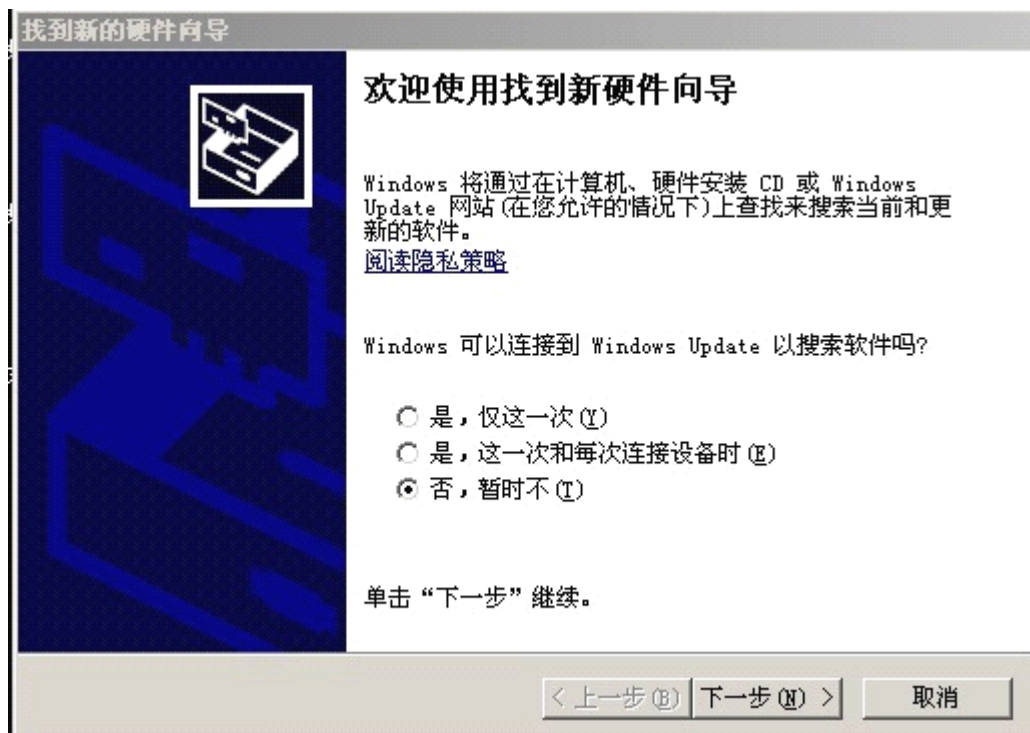 找到新的硬件向导
欢迎使用找到新硬件向导
Windows 将通过在计算机、硬件安装 CD 或 Windows
Update 网站(在您允许的情况下)上查找来搜索当前和更
新的软件。
阅读隐私策略
Windows 可以连接到 Windows Update 以搜索软件吗?
是，仅这一次(Y)
是，这一次和每次连接设备时(E)
否，暂时不(T)
单击“下一步”继续。
< 上一步(B) 下一步(N) > 取消